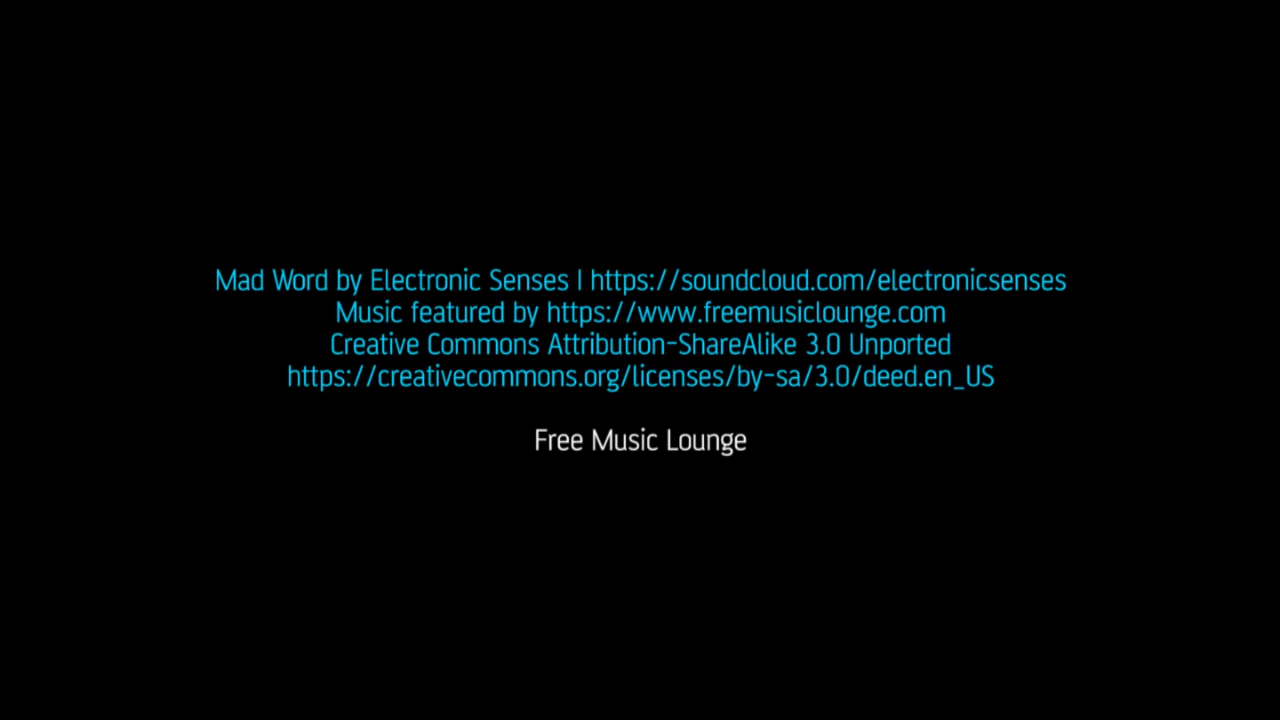 Mad Word by Electronic Senses | https://soundcloud.com/electronicsenses
Music featured by https://www.freemusiclounge.com
Creative Commons Attribution-ShareAlike 3.0 Unported
https://creativecommons.org/licenses/by-sa/3.0/deed.en_US
Free Music Lounge